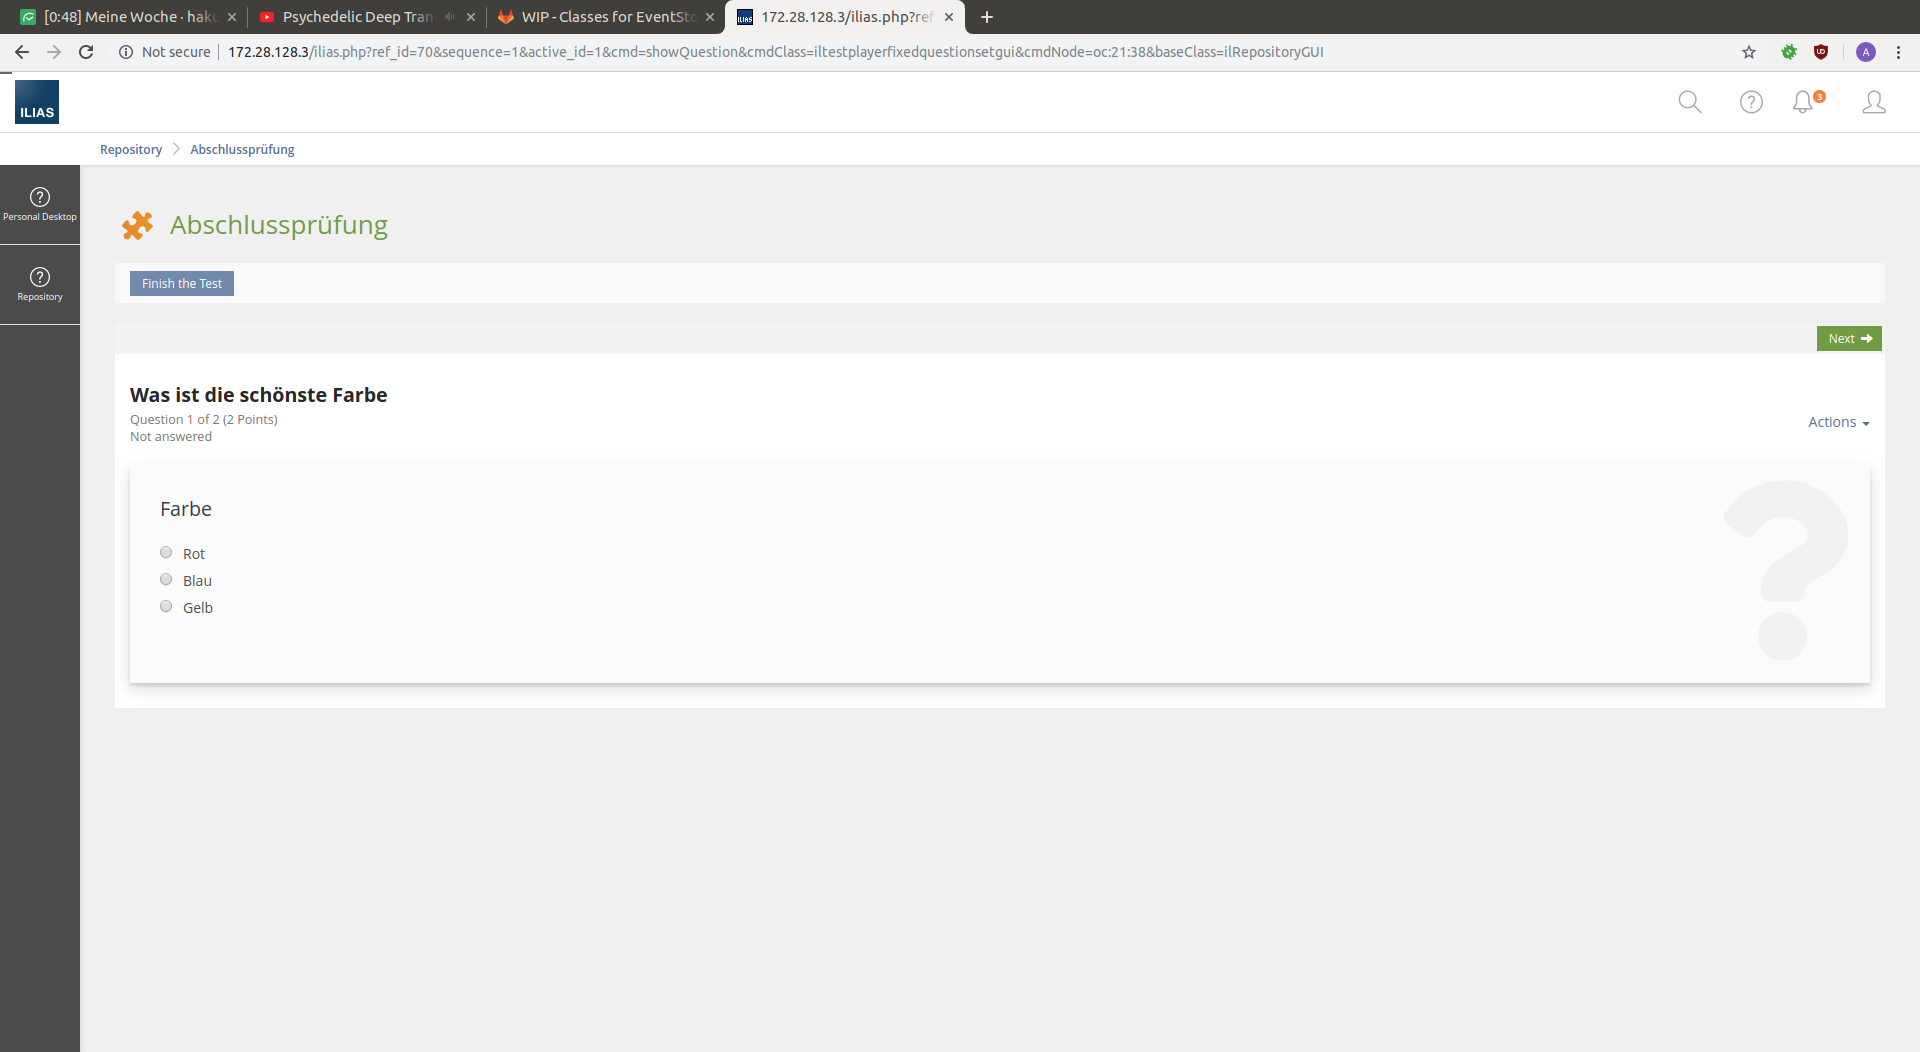 [0:48] Meine Woche · haku
Psychedelic Deep Tran
WIP - Classes for EventSto
172.28.128.3/ilias.php?ref
Not secure
172.28.128.3/ilias.php?ref_id=70&sequence=1&active_id=1&cmd=showQuestion&cmdClass=iltestplayerfixedquestionsetgui&cmdNode=oc:21:38&baseClass=ilRepositoryGUI
A
ILIAS
3
Repository
Abschlussprüfung
Personal Desktop
Repository
Abschlussprüfung
Finish the Test
Next
Was ist die schönste Farbe
Question 1 of 2 (2 Points)
Not answered
Actions
Farbe
Rot
Blau
Gelb